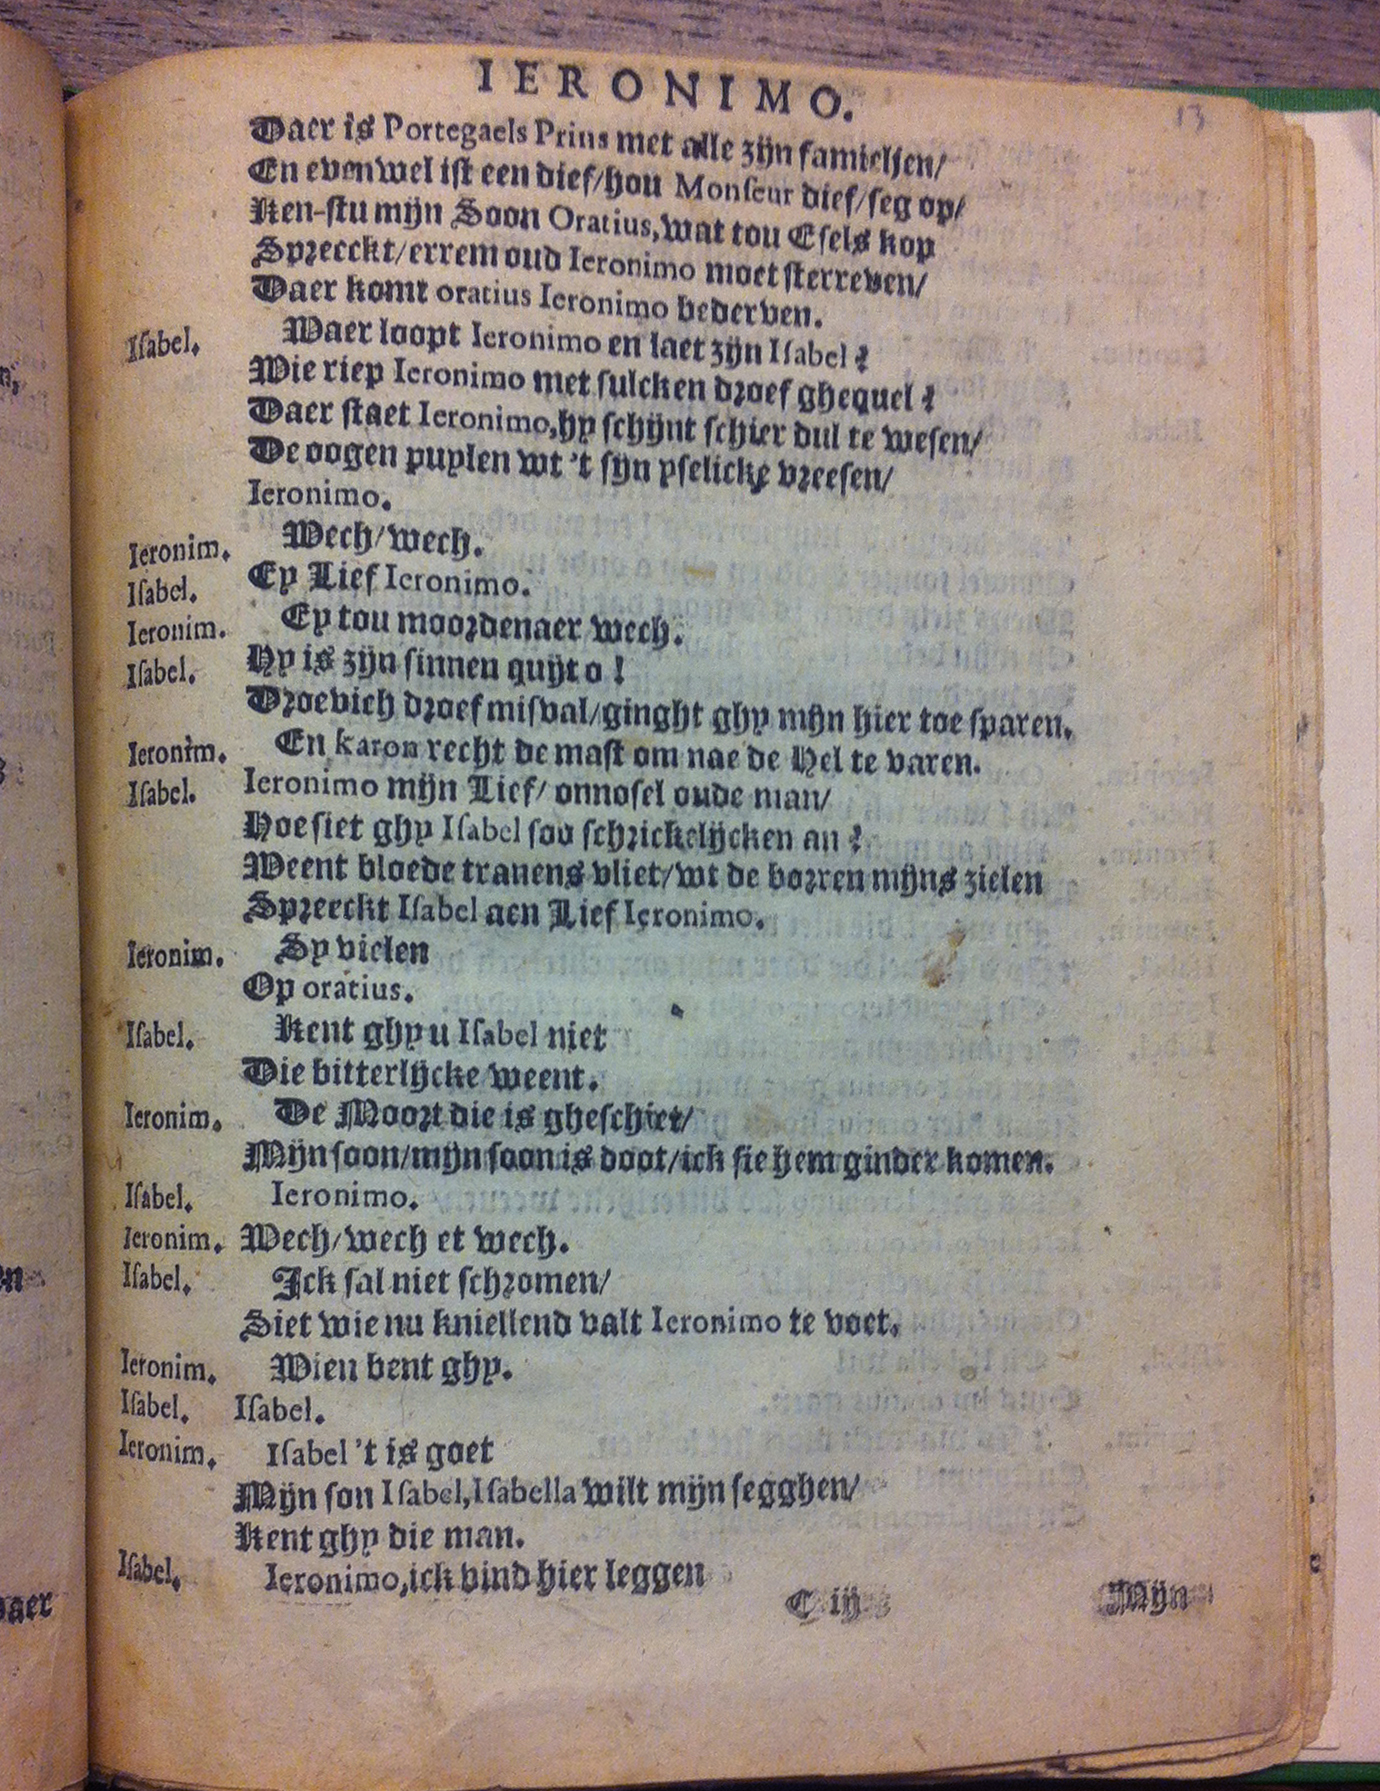 IERONIMO.
13
Daer is Portegaels Prins met alle zijn familjen/
En evenwel ist een dief/hou Monseur dief/seg op/
Ken-stu mijn Soon Oratius, wat tou Esels kop
Spreeckt/errem oud Ieronimo moet sterreven/
Daer komt oratius Ieronimo bederven.
Isabel. Waer loopt Ieronimo en laet zijn Isabel?
Wie riep Ieronimo met sulcken droef ghequel?
Daer staet Ieronimo, hy schijnt schier dul te wesen/
De oogen puylen wt 't sijn yselicke vreesen/
Ieronimo.
Ieronim. Wech/wech.
Isabel. Ey Lief Ieronimo.
Ieronim. Ey tou moordenaer wech.
Isabel. Hy is zijn sinnen quijt o!
Droevich droef misval/ginght ghy mijn hier toe sparen.
Ieronim. En karon recht de mast om nae de Hel te varen.
Isabel. Ieronimo mijn Lief/ onnosel oude man/
Hoe siet ghy Isabel soo schrickelijcken an?
Weent bloede tranens vliet/wt de borren mijns zielen
Spreeckt Isabel aen Lief Ieronimo.
Ieronim. Sy vielen
Op oratius.
Isabel. Kent ghy u Isabel niet
Die bitterlijcke weent.
Ieronim. De Moort die is gheschiet/
Mijn soon/mijn soon is doot/ick sie hem ginder komen.
Isabel. Ieronimo.
Ieronim. Wech/wech et wech.
Isabel. Ick sal niet schromen/
Siet wie nu kniellend valt Ieronimo te voet.
Ieronim. Wien bent ghy.
Isabel. Isabel.
Ieronim. Isabel 't is goet
Mijn son Isabel, Isabella wilt mijn segghen/
Kent ghy die man.
Isabel. Ieronimo, ick vind hier leggen
C iij Mijn